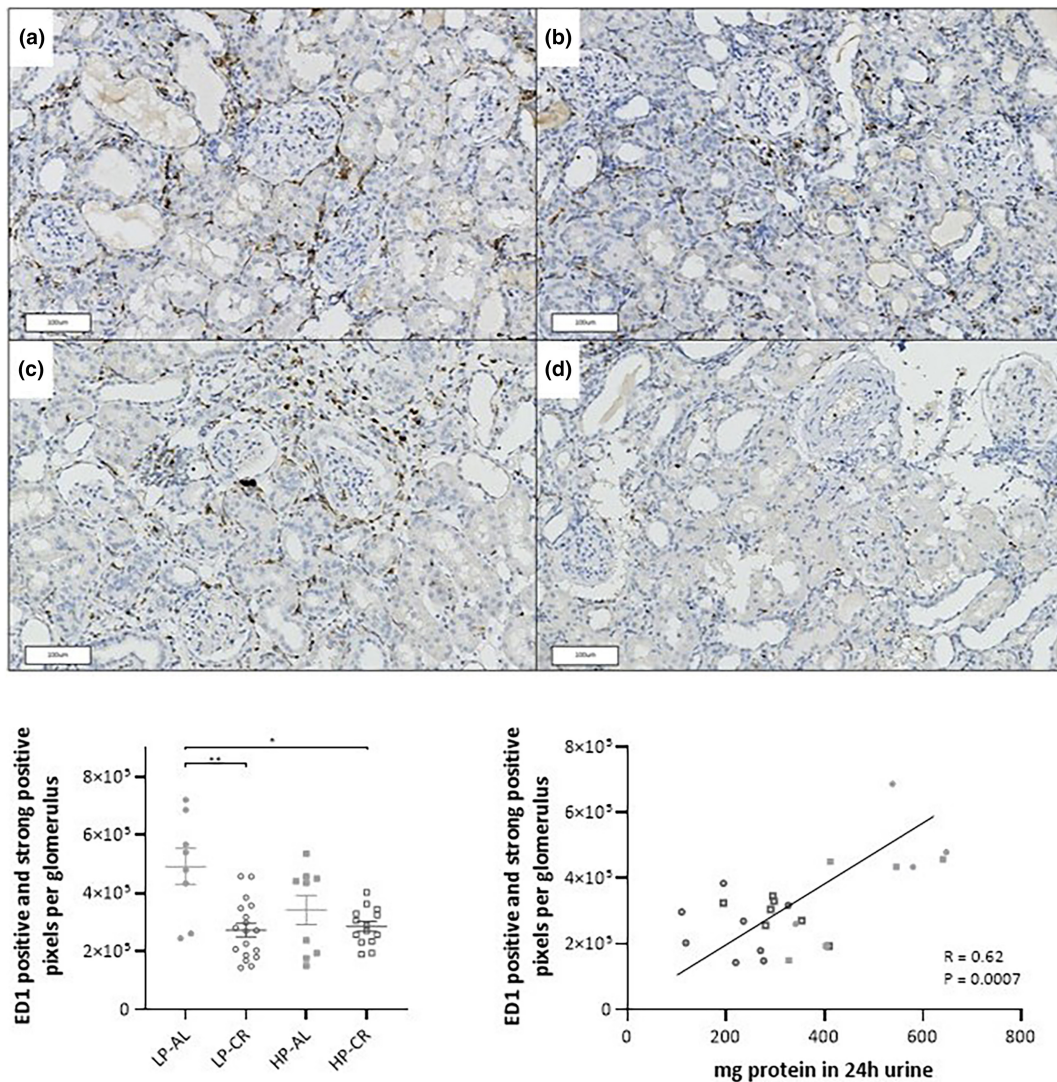 (a)
(b)
100um
100um
(c)
(d)
100um
100um
ED1 positive and strong positive
pixels per glomerulus
8×10⁵
6×10⁵
4×10⁵
2×10⁵
0
*
**
LP-AL
LP-CR
HP-AL
HP-CR
ED1 positive and strong positive
pixels per glomerulus
8×10⁵
6×10⁵
4×10⁵
2×10⁵
0
R = 0.62
P = 0.0007
0
200
400
600
800
mg protein in 24h urine